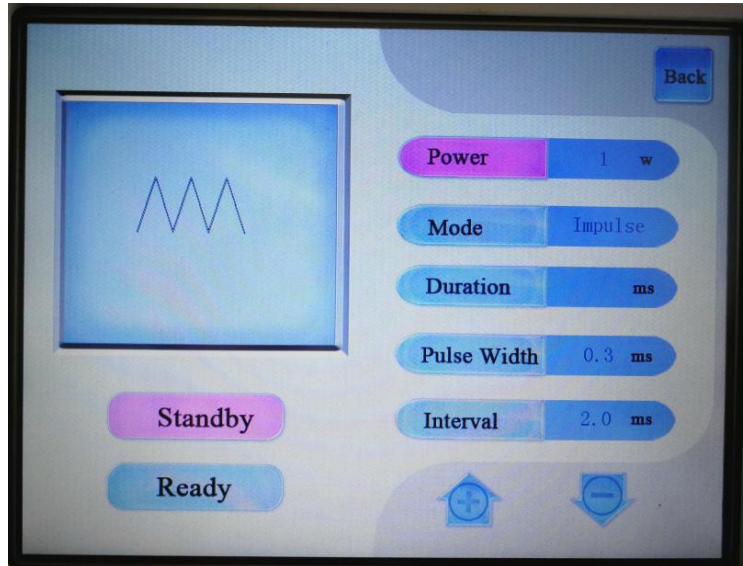 Back
Power 1 w
Mode Impulse
Duration ms
Pulse Width 0.3 ms
Interval 2.0 ms
Standby
Ready